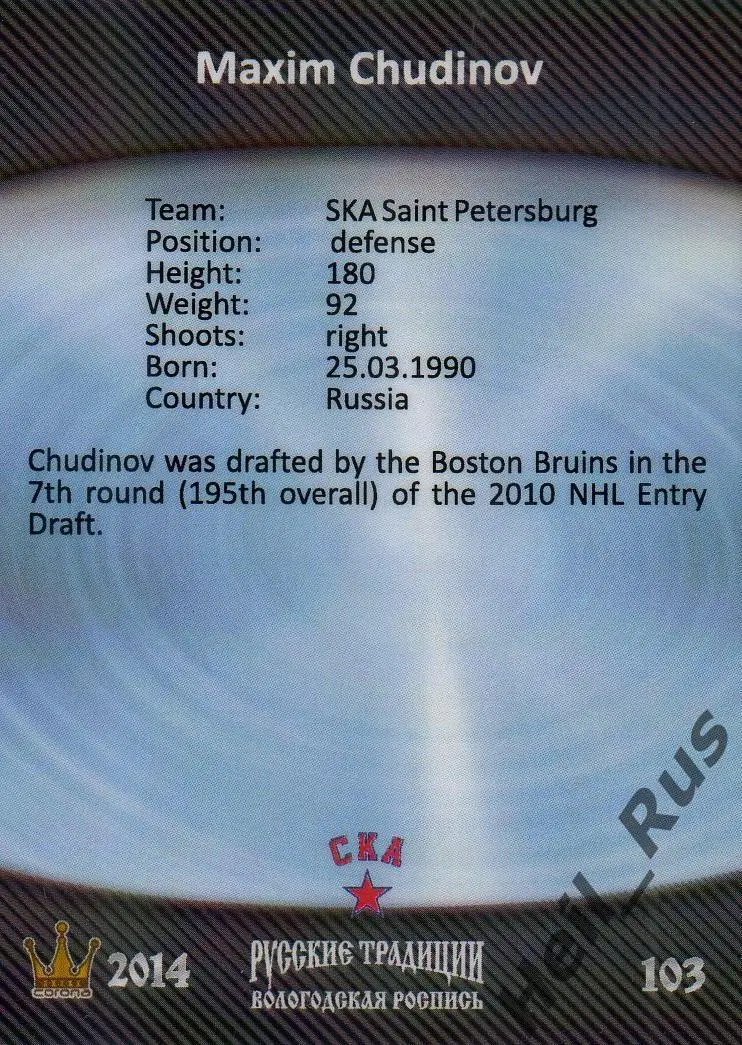 Maxim Chudinov
Team: SKA Saint Petersburg
Position: defense
Height: 180
Weight: 92
Shoots: right
Born: 25.03.1990
Country: Russia
Chudinov was drafted by the Boston Bruins in the
7th round (195th overall) of the 2010 NHL Entry
Draft.
СКА
corona 2014
РУССКИЕ ТРАДИЦИИ
ВОЛОГОДСКАЯ РОСПИСЬ
103
Heil_Rus